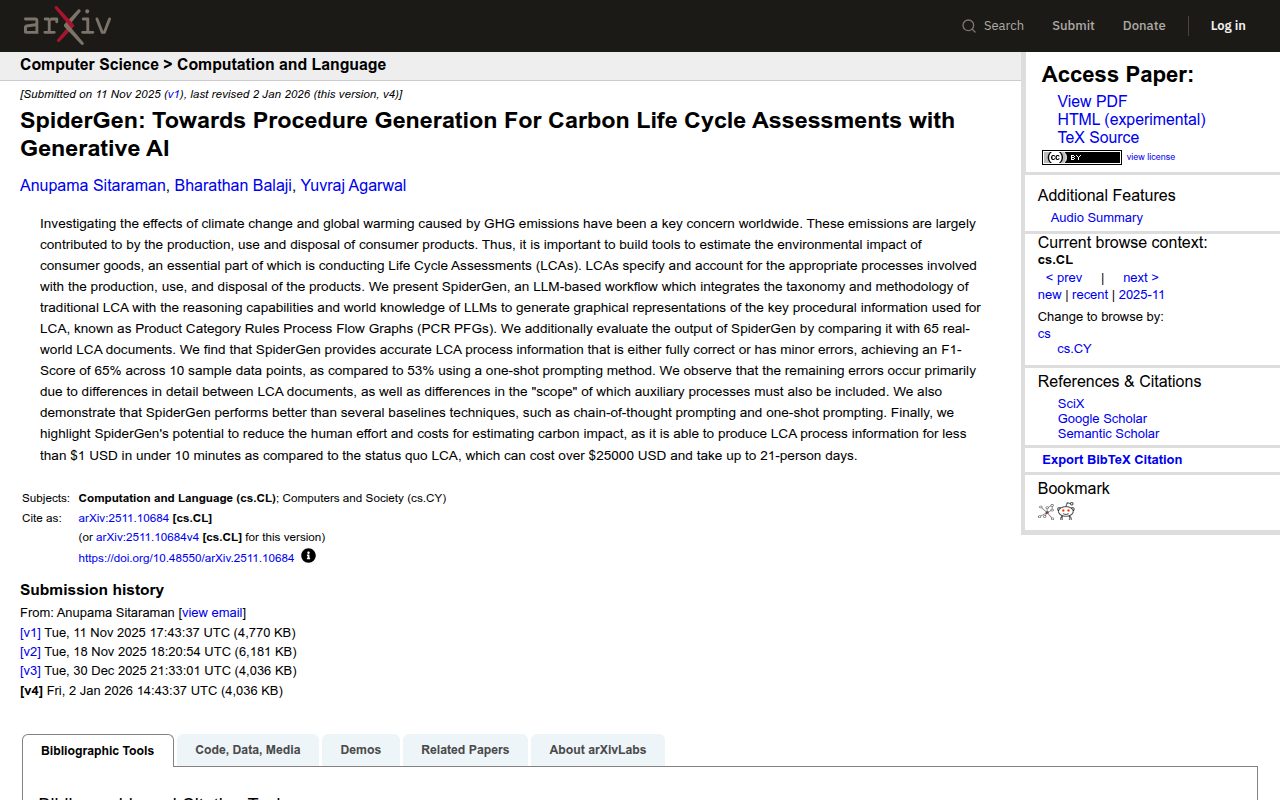 arXiv
Search
Submit
Donate
Log in
Computer Science > Computation and Language
[Submitted on 11 Nov 2025 (v1), last revised 2 Jan 2026 (this version, v4)]
SpiderGen: Towards Procedure Generation For Carbon Life Cycle Assessments with
Generative AI
Anupama Sitaraman, Bharathan Balaji, Yuvraj Agarwal
Investigating the effects of climate change and global warming caused by GHG emissions have been a key concern worldwide. These emissions are largely
contributed to by the production, use and disposal of consumer products. Thus, it is important to build tools to estimate the environmental impact of
consumer goods, an essential part of which is conducting Life Cycle Assessments (LCAs). LCAs specify and account for the appropriate processes involved
with the production, use, and disposal of the products. We present SpiderGen, an LLM-based workflow which integrates the taxonomy and methodology of
traditional LCA with the reasoning capabilities and world knowledge of LLMs to generate graphical representations of the key procedural information used for
LCA, known as Product Category Rules Process Flow Graphs (PCR PFGs). We additionally evaluate the output of SpiderGen by comparing it with 65 real-
world LCA documents. We find that SpiderGen provides accurate LCA process information that is either fully correct or has minor errors, achieving an F1-
Score of 65% across 10 sample data points, as compared to 53% using a one-shot prompting method. We observe that the remaining errors occur primarily
due to differences in detail between LCA documents, as well as differences in the "scope" of which auxiliary processes must also be included. We also
demonstrate that SpiderGen performs better than several baselines techniques, such as chain-of-thought prompting and one-shot prompting. Finally, we
highlight SpiderGen's potential to reduce the human effort and costs for estimating carbon impact, as it is able to produce LCA process information for less
than $1 USD in under 10 minutes as compared to the status quo LCA, which can cost over $25000 USD and take up to 21-person days.
Subjects: Computation and Language (cs.CL); Computers and Society (cs.CY)
Cite as: arXiv:2511.10684 [cs.CL]
(or arXiv:2511.10684v4 [cs.CL] for this version)
https://doi.org/10.48550/arXiv.2511.10684
Submission history
From: Anupama Sitaraman [view email]
[v1] Tue, 11 Nov 2025 17:43:37 UTC (4,770 KB)
[v2] Tue, 18 Nov 2025 18:20:54 UTC (6,181 KB)
[v3] Tue, 30 Dec 2025 21:33:01 UTC (4,036 KB)
[v4] Fri, 2 Jan 2026 14:43:37 UTC (4,036 KB)
Access Paper:
View PDF
HTML (experimental)
TeX Source
(cc) BY view license
Additional Features
Audio Summary
Current browse context:
cs.CL
< prev | next >
new | recent | 2025-11
Change to browse by:
cs
cs.CY
References & Citations
SciX
Google Scholar
Semantic Scholar
Export BibTeX Citation
Bookmark
Bibliographic Tools
Code, Data, Media
Demos
Related Papers
About arXivLabs